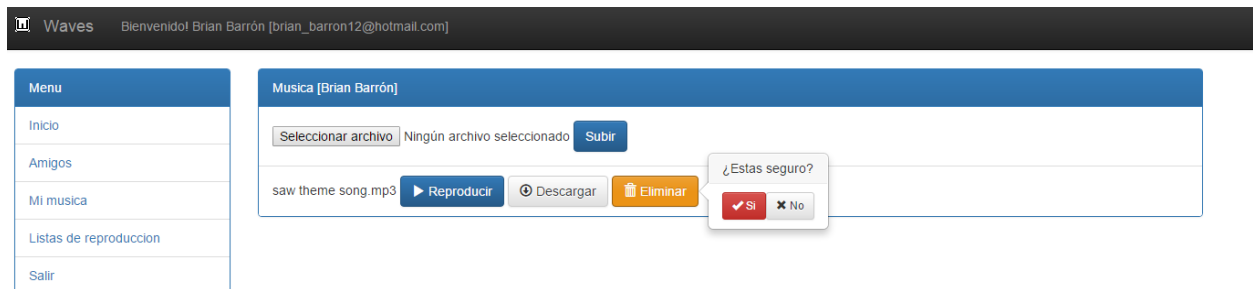 Waves Bienvenido! Brian Barrón [brian_barron12@hotmail.com]
Menu
Inicio
Amigos
Mi musica
Listas de reproduccion
Salir
Musica [Brian Barrón]
Seleccionar archivo Ningún archivo seleccionado Subir
saw theme song.mp3 Reproducir Descargar Eliminar
¿Estas seguro?
Si No